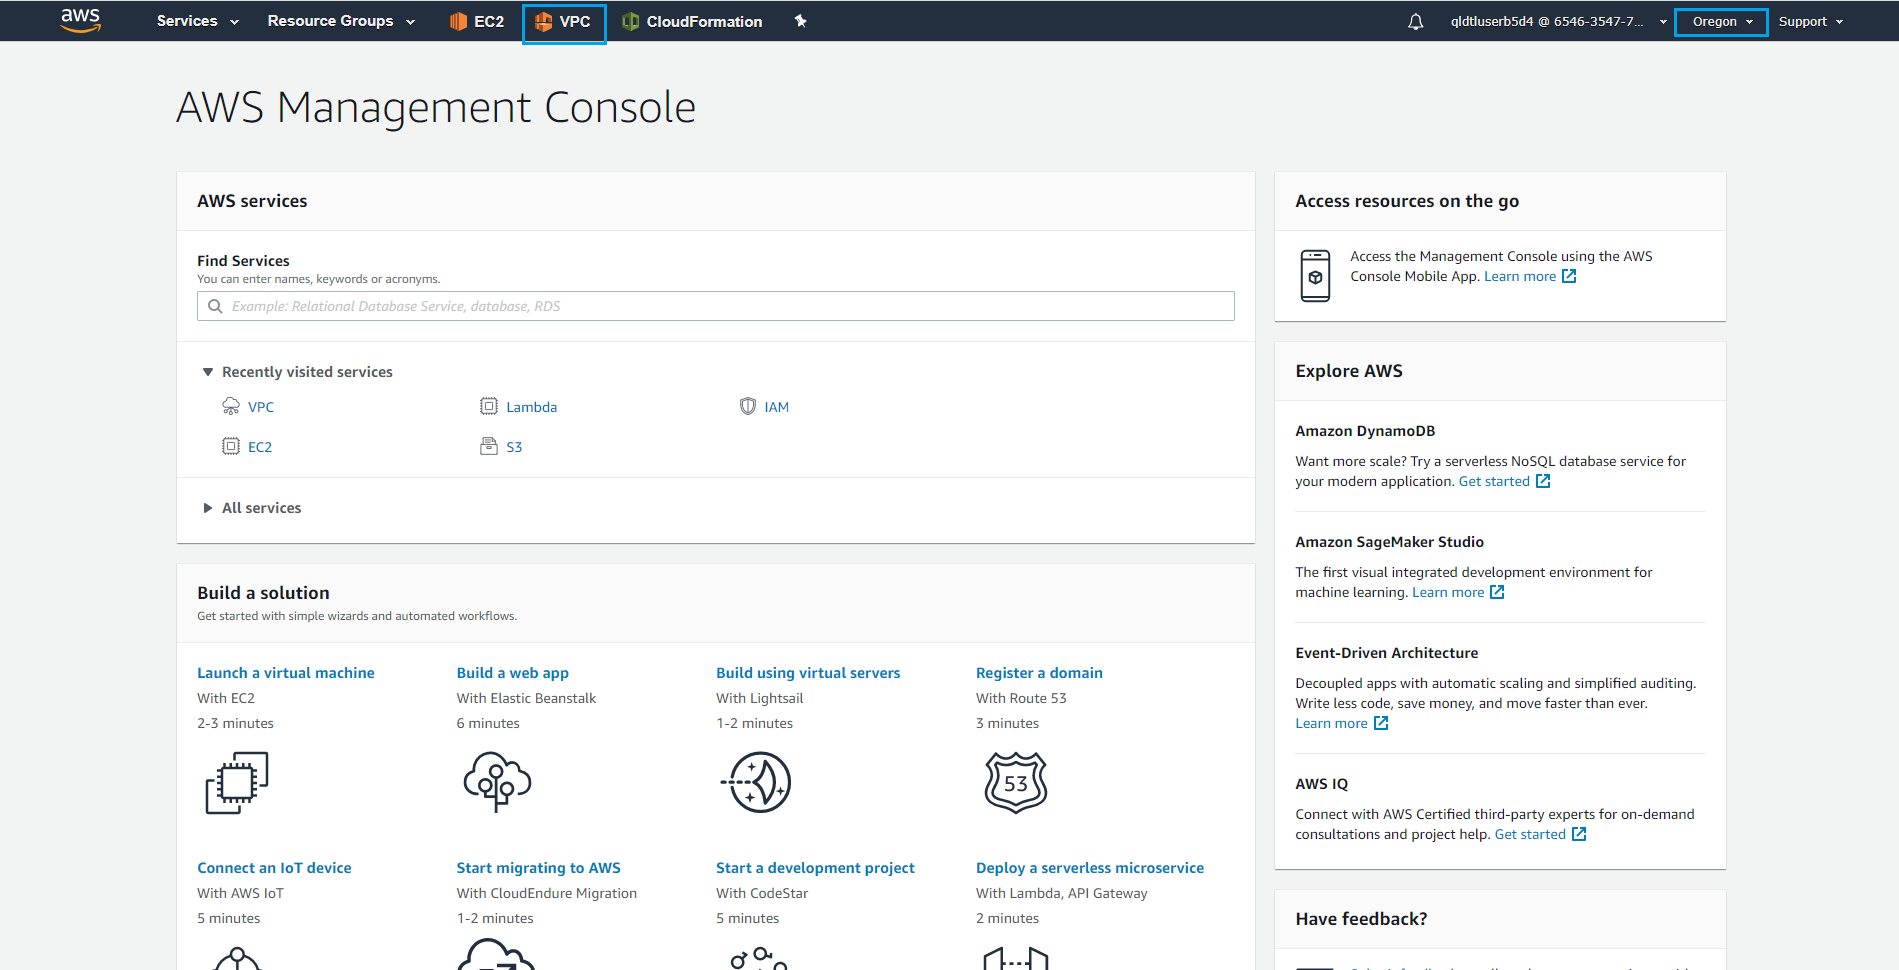 aws Services Resource Groups EC2 VPC CloudFormation qldtluserb5d4 @ 6546-3547-7... Oregon Support
AWS Management Console
AWS services
Find Services
You can enter names, keywords or acronyms.
Example: Relational Database Service, database, RDS
Recently visited services
VPC Lambda IAM
EC2 S3
All services
Build a solution
Get started with simple wizards and automated workflows.
Launch a virtual machine
With EC2
2-3 minutes
Build a web app
With Elastic Beanstalk
6 minutes
Build using virtual servers
With Lightsail
1-2 minutes
Register a domain
With Route 53
3 minutes
53
Connect an IoT device
With AWS IoT
5 minutes
Start migrating to AWS
With CloudEndure Migration
1-2 minutes
Start a development project
With CodeStar
5 minutes
Deploy a serverless microservice
With Lambda, API Gateway
2 minutes
Access resources on the go
Access the Management Console using the AWS
Console Mobile App. Learn more
Explore AWS
Amazon DynamoDB
Want more scale? Try a serverless NoSQL database service for
your modern application. Get started
Amazon SageMaker Studio
The first visual integrated development environment for
machine learning. Learn more
Event-Driven Architecture
Decoupled apps with automatic scaling and simplified auditing.
Write less code, save money, and move faster than ever.
Learn more
AWS IQ
Connect with AWS Certified third-party experts for on-demand
consultations and project help. Get started
Have feedback?